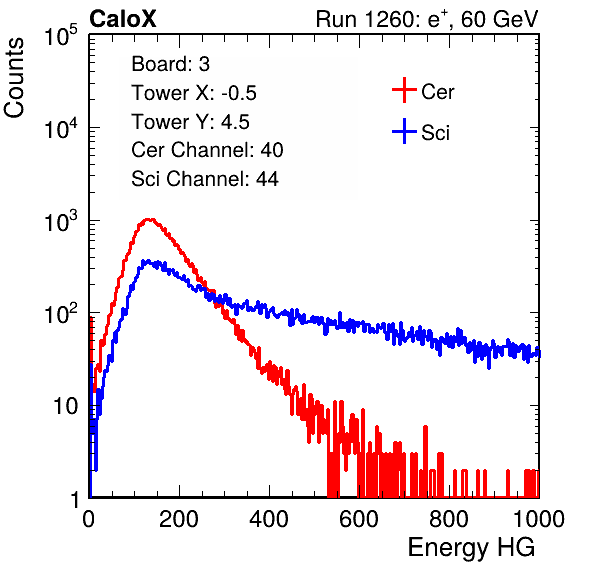 CaloX Run 1260: e⁺, 60 GeV
Counts
10⁵
10⁴
10³
10²
10
1
Board: 3
Tower X: -0.5
Tower Y: 4.5
Cer Channel: 40
Sci Channel: 44
Cer
Sci
0 200 400 600 800 1000
Energy HG